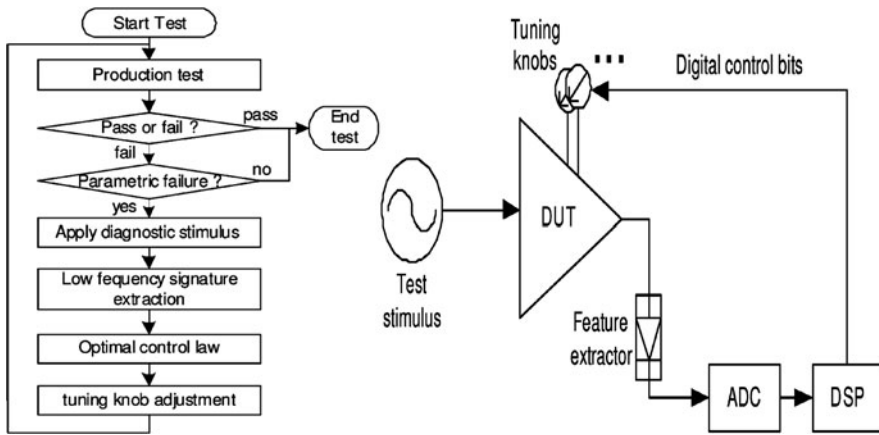 Start Test
Production test
Pass or fail ?
pass
End
test
fail
Parametric failure ?
no
yes
Apply diagnostic stimulus
Low fequency signature
extraction
Optimal control law
tuning knob adjustment
Tuning
knobs
...
Digital control bits
DUT
Test
stimulus
Feature
extractor
ADC
DSP